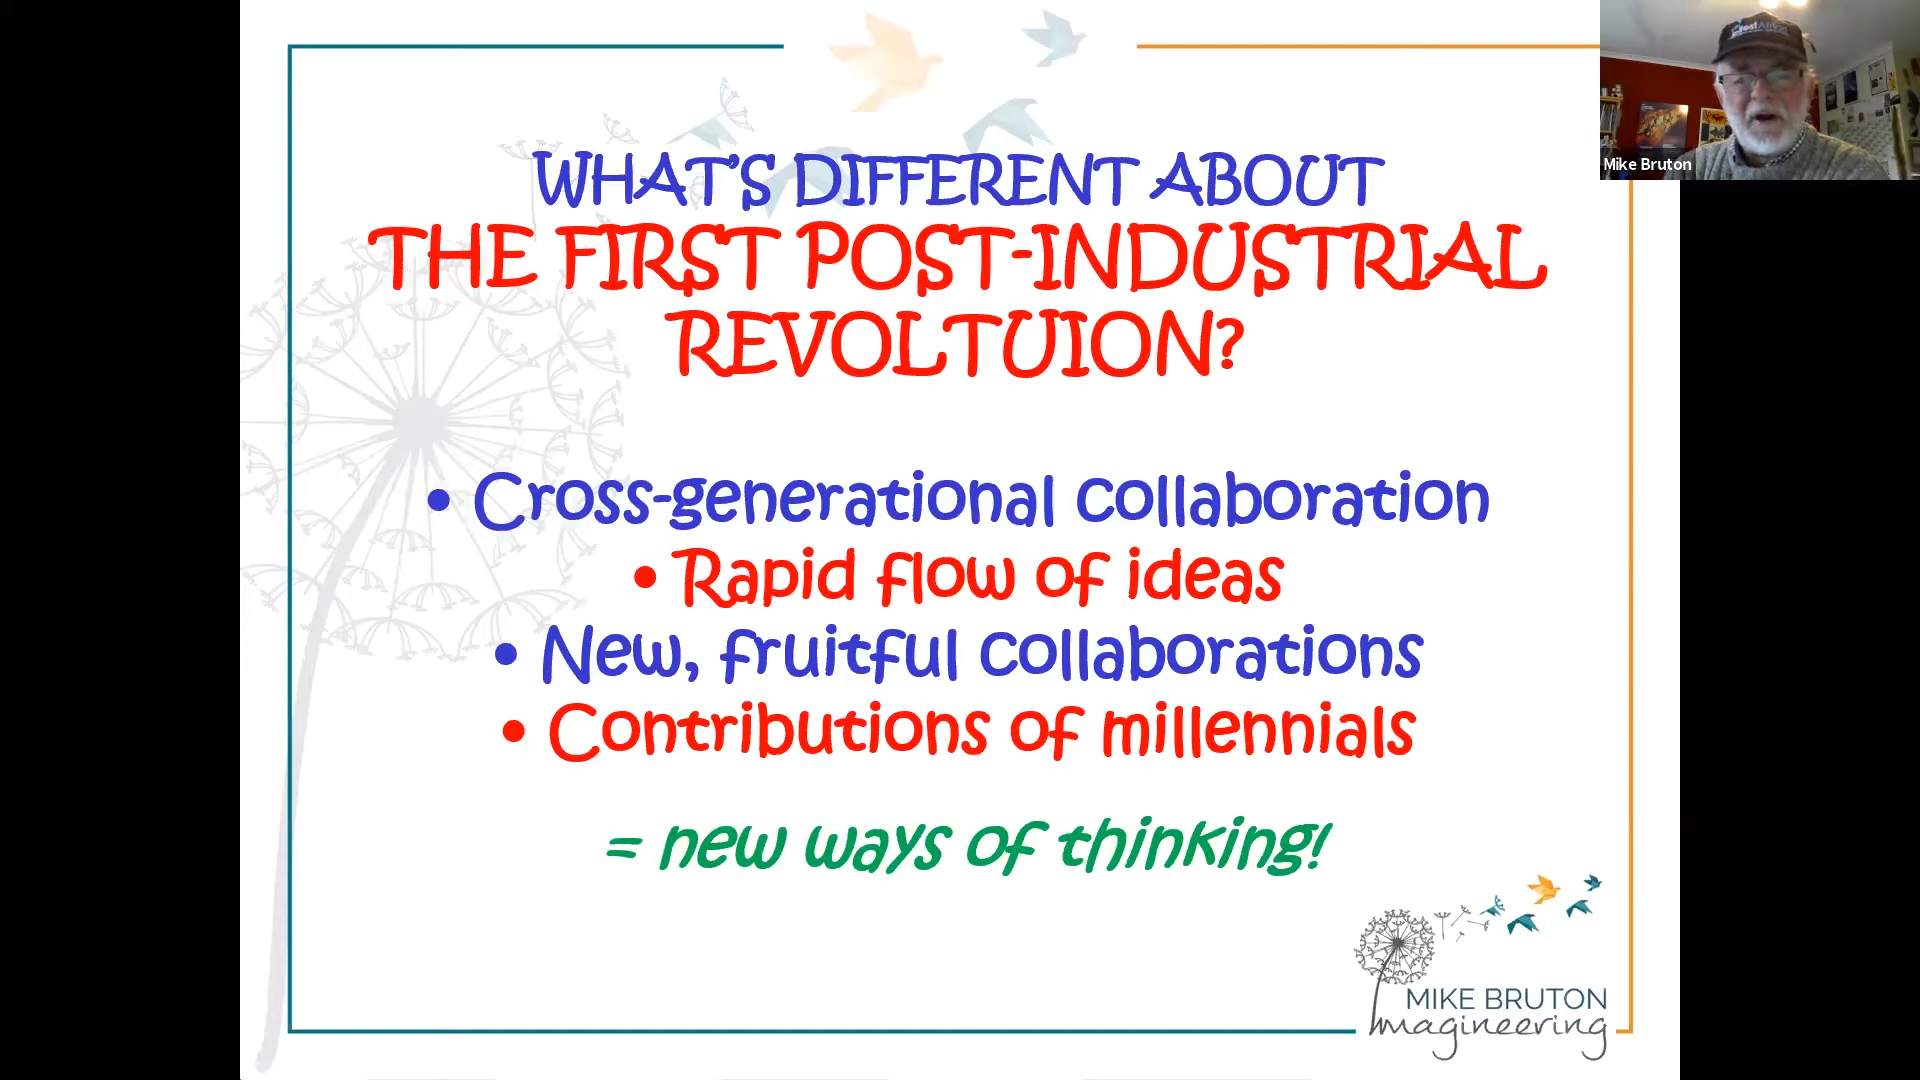 WHAT'S DIFFERENT ABOUT
THE FIRST POST-INDUSTRIAL
REVOLTUION?
• Cross-generational collaboration
• Rapid flow of ideas
• New, fruitful collaborations
• Contributions of millennials
= new ways of thinking!
MIKE BRUTON
Imagineering
Mike Bruton